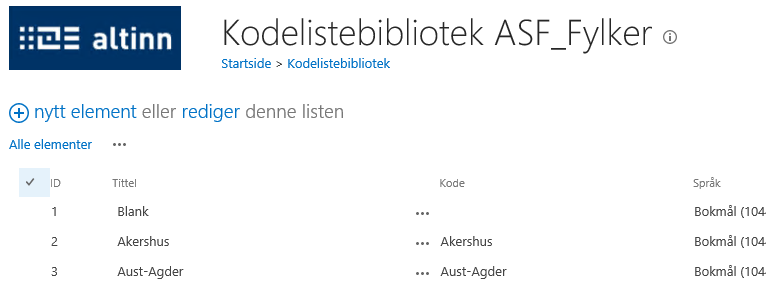 altinn
Kodelistebibliotek ASF_Fylker
Startside > Kodelistebibliotek
nytt element eller rediger denne listen
Alle elementer ...
ID Tittel Kode Språk
1 Blank ... Bokmål (104
2 Akershus ... Akershus Bokmål (104
3 Aust-Agder ... Aust-Agder Bokmål (104